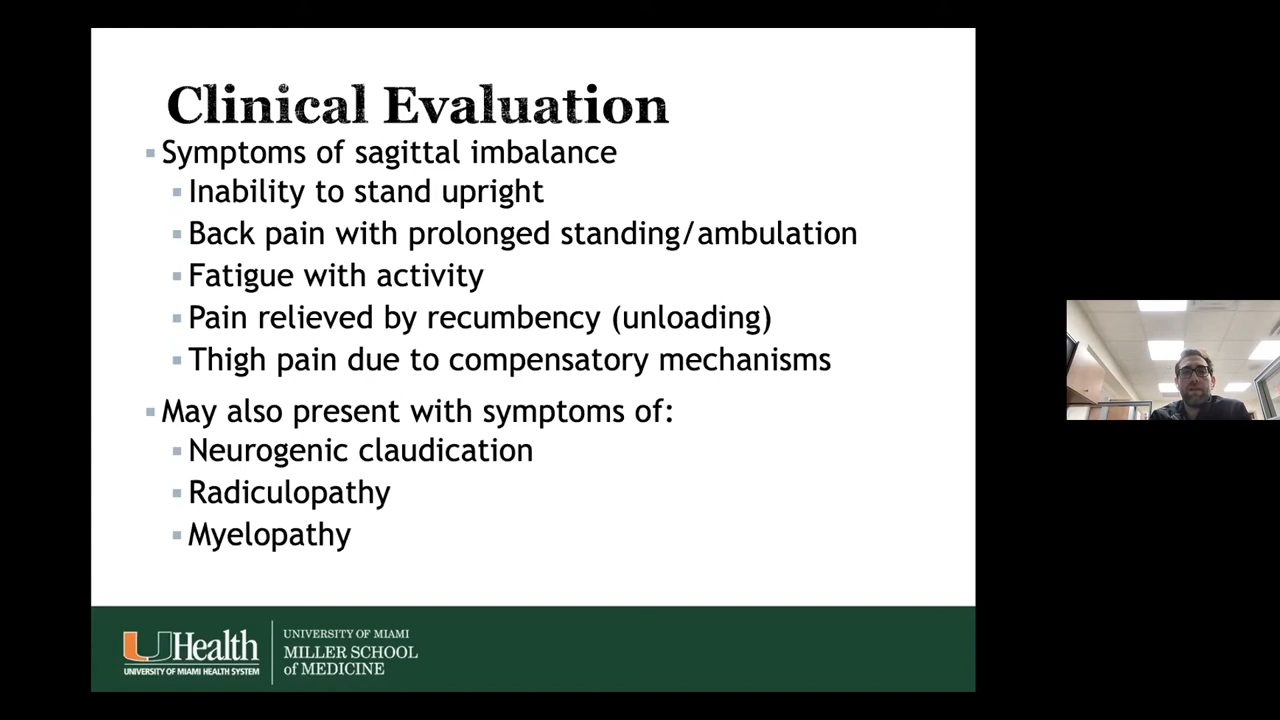 Clinical Evaluation
Symptoms of sagittal imbalance
Inability to stand upright
Back pain with prolonged standing/ambulation
Fatigue with activity
Pain relieved by recumbency (unloading)
Thigh pain due to compensatory mechanisms
May also present with symptoms of:
Neurogenic claudication
Radiculopathy
Myelopathy
UHealth
UNIVERSITY OF MIAMI HEALTH SYSTEM
UNIVERSITY OF MIAMI
MILLER SCHOOL
of MEDICINE